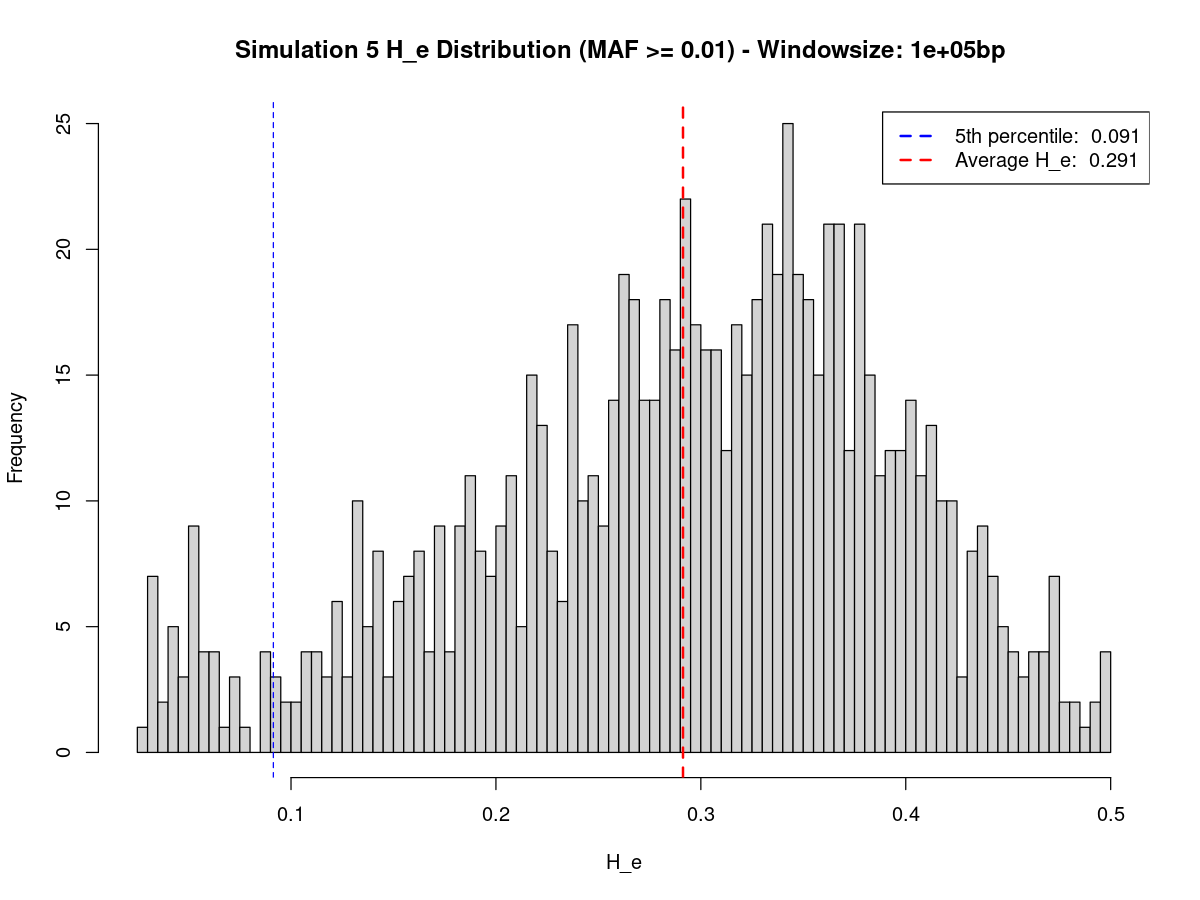 Simulation 5 H_e Distribution (MAF >= 0.01) - Windowsize: 1e+05bp
5th percentile:  0.091
Average H_e:  0.291
Frequency
25
20
15
10
5
0
0.1
0.2
0.3
0.4
0.5
H_e